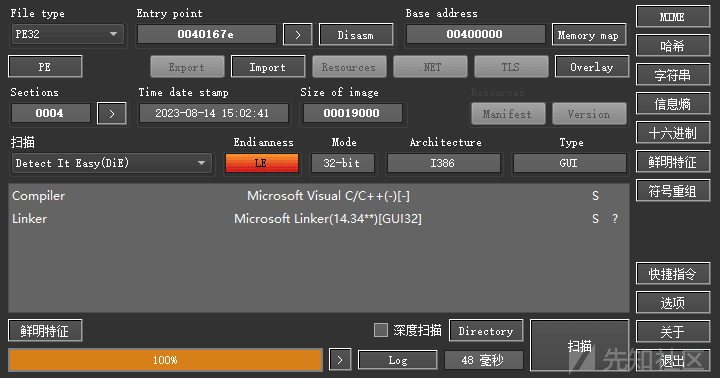 File type Entry point Base address MIME
PE32 0040167e > Disasm 00400000 Memory map 哈希
PE Export Import Resources .NET TLS Overlay 字符串
Sections Time date stamp Size of image Resources 信息熵
0004 > 2023-08-14 15:02:41 00019000 Manifest Version 十六进制
扫描 Endianness Mode Architecture Type 鲜明特征
Detect It Easy(DiE) LE 32-bit I386 GUI 符号重组
Compiler Microsoft Visual C/C++(-)[-] S
Linker Microsoft Linker(14.34**)[GUI32] S ?
快捷指令
选项
鲜明特征 深度扫描 Directory 扫描 关于
100% > Log 48 毫秒 退出
先知社区